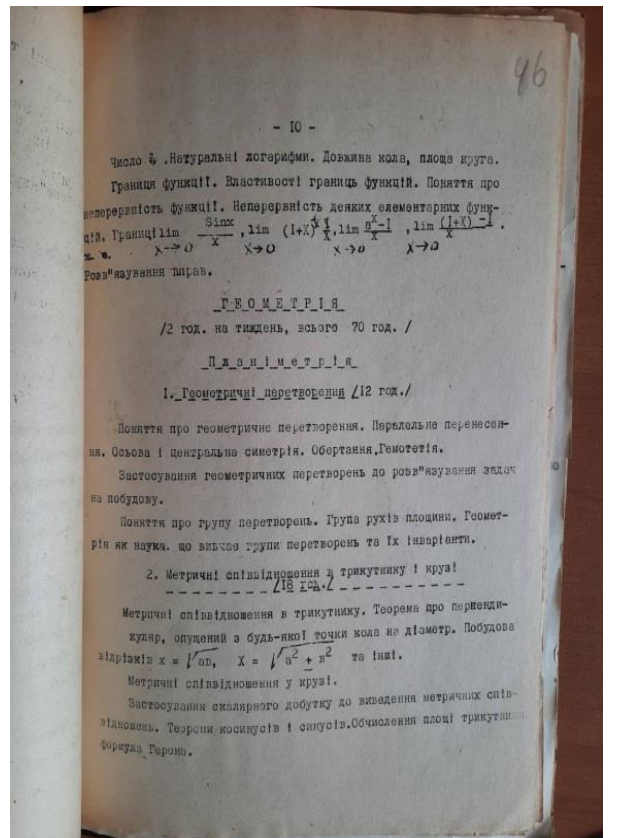 96
- 10 -
Число . Натуральні логарифми. Довжина кола, площа круга.
Границя функції. Властивості границь функцій. Поняття про
неперервність функції. Неперервність деяких елементарних функ-
цій. Границі lim Sinx/x , lim (I+X)^1/x , lim a^x-I/x , lim (I+X) -I/x .
x→0 x→0 x→0 x→0
Розв"язування вправ.
ГЕОМЕТРІЯ
/2 год. на тиждень, всього 70 год. /
Планіметрія
1. Геометричні перетворення /12 год./
Поняття про геометричне перетворення. Паралельне перенесен-
ня. Осьова і центральна симетрія. Обертання.Гемотетія.
Застосування геометричних перетворень до розв"язування задач
на побудову.
Поняття про групу перетворень. Група рухів площини. Геомет-
рія як наука. що вивчає групи перетворень та їх інваріанти.
2. Метричні співвідношення в трикутнику і крузі
/18 год./
Метричні співвідношення в трикутнику. Теорема про перпенди-
куляр, опущений з будь-якої точки кола на діаметр. Побудова
відрізків x = √ав, X = √а² + в² та інші.
Метричні співвідношення у крузі.
Застосування скалярного добутку до виведення метричних спів-
відношень. Теореми косинусів і синусів.Обчислення площі трикутника
формула Герона.